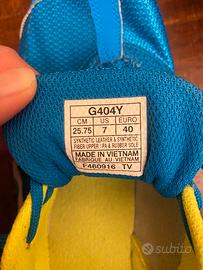 G404Y
CM US EURO
25.75 7 40
SYNTHETIC LEATHER & SYNTHETIC
FIBER UPPER / PA & RUBBER SOLE
MADE IN VIETNAM
FABRIQUE AU VIETNAM
F460916 TV
subito